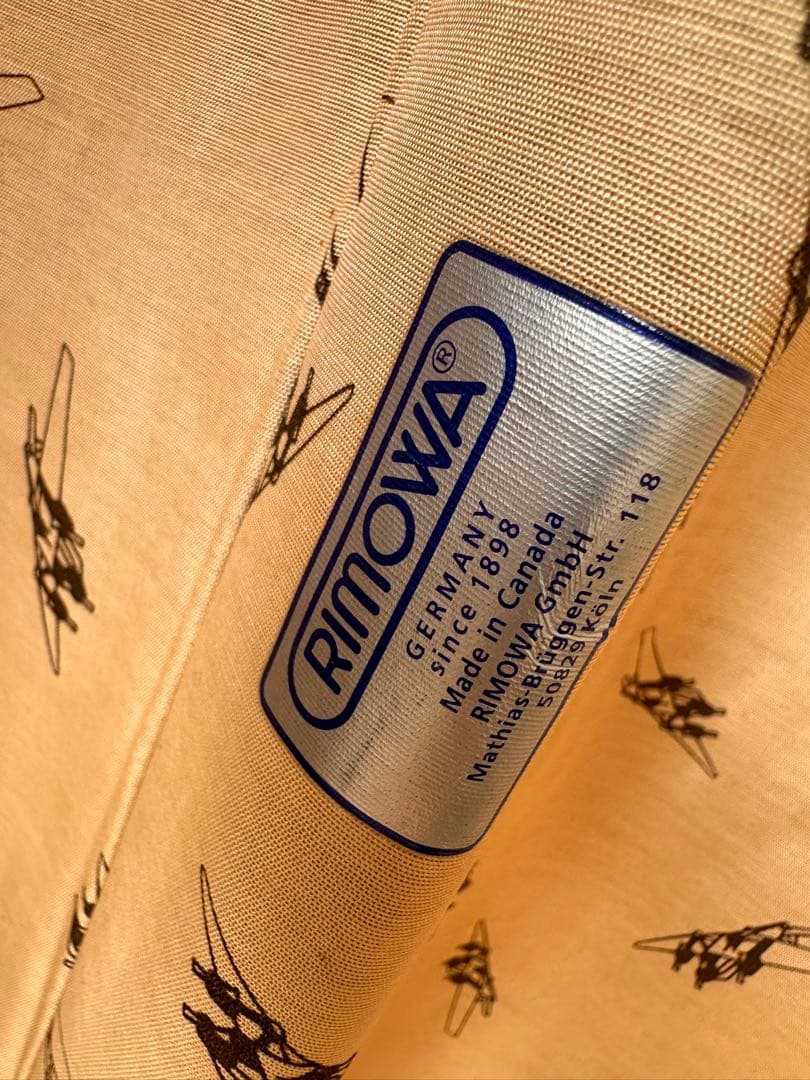 RIMOWA®
GERMANY
since 1898
Made in Canada
RIMOWA GmbH
Mathias-Brüggen-Str. 118
50829 Köln